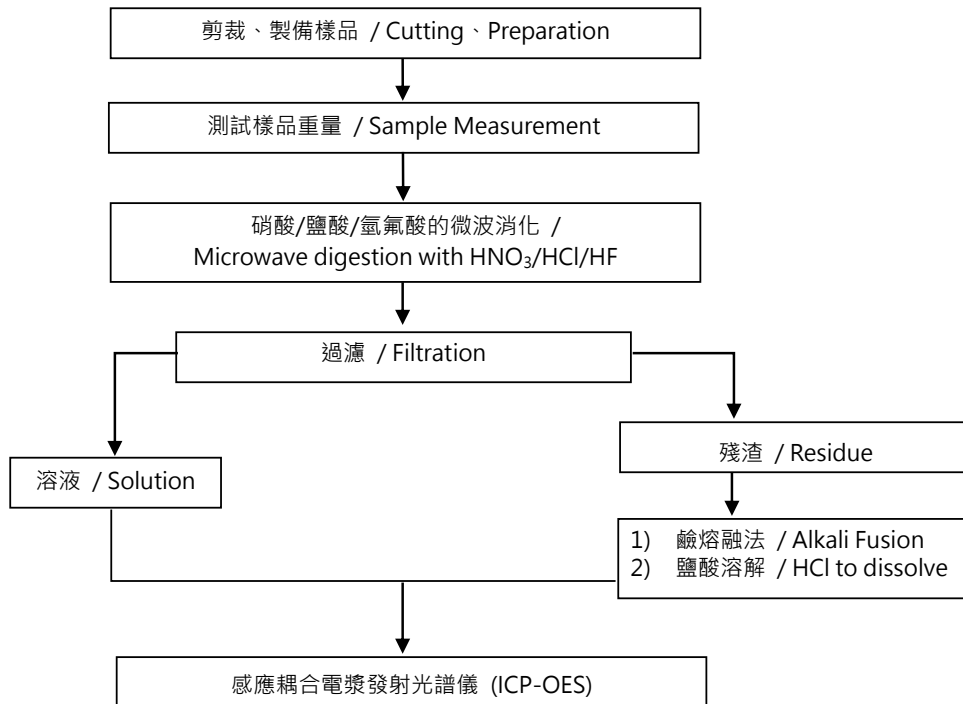 剪裁、製備樣品 / Cutting、Preparation
測試樣品重量 / Sample Measurement
硝酸/鹽酸/氫氟酸的微波消化 /
Microwave digestion with HNO₃/HCl/HF
過濾 / Filtration
溶液 / Solution
殘渣 / Residue
1) 鹼熔融法 / Alkali Fusion
2) 鹽酸溶解 / HCl to dissolve
感應耦合電漿發射光譜儀 (ICP-OES)